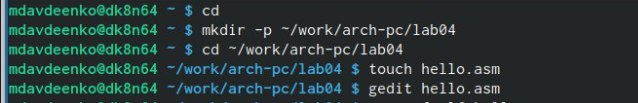 mdavdeenko@dk8n64 ~ $ cd
mdavdeenko@dk8n64 ~ $ mkdir -p ~/work/arch-pc/lab04
mdavdeenko@dk8n64 ~ $ cd ~/work/arch-pc/lab04
mdavdeenko@dk8n64 ~/work/arch-pc/lab04 $ touch hello.asm
mdavdeenko@dk8n64 ~/work/arch-pc/lab04 $ gedit hello.asm